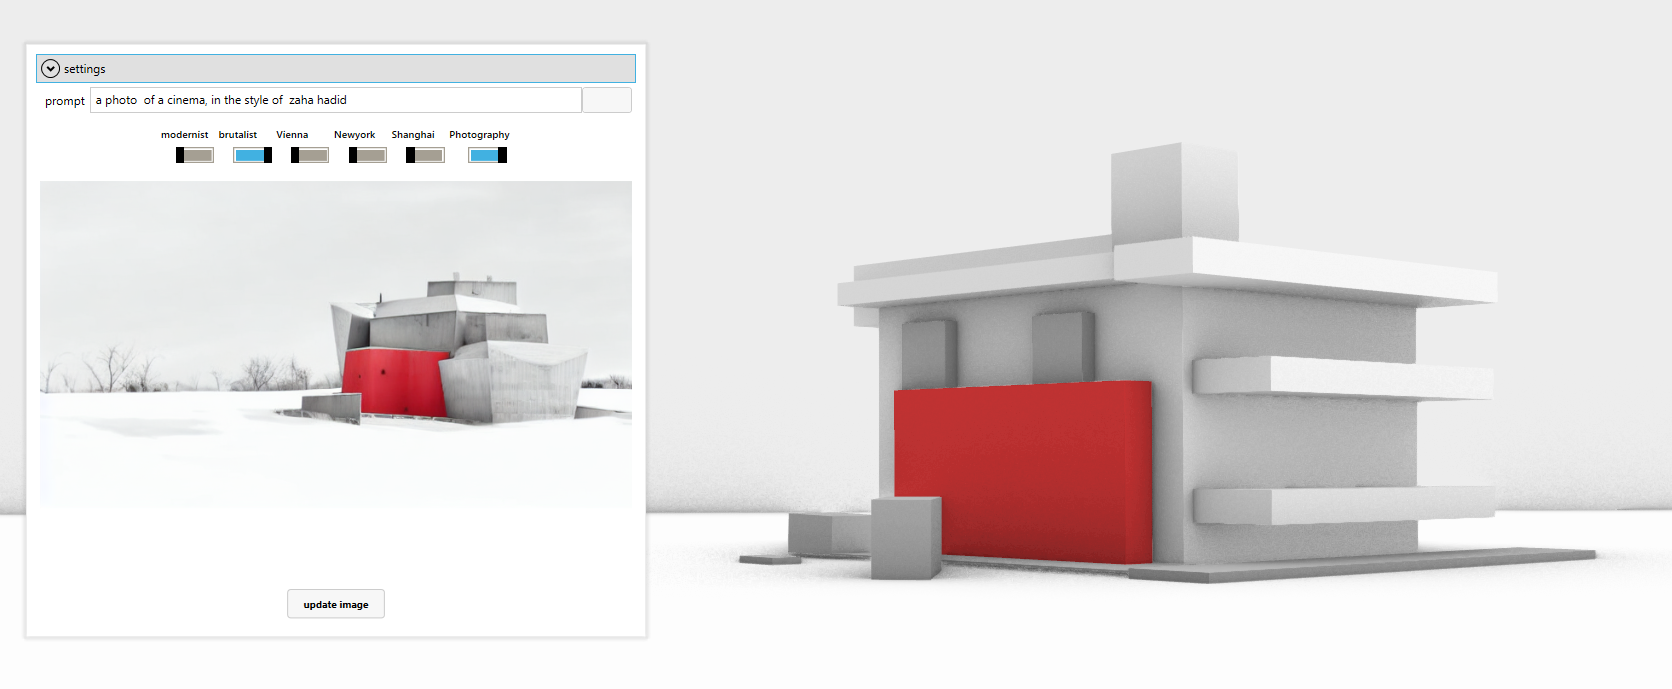 settings
prompt a photo  of a cinema, in the style of  zaha hadid
modernist brutalist Vienna Newyork Shanghai Photography
update image